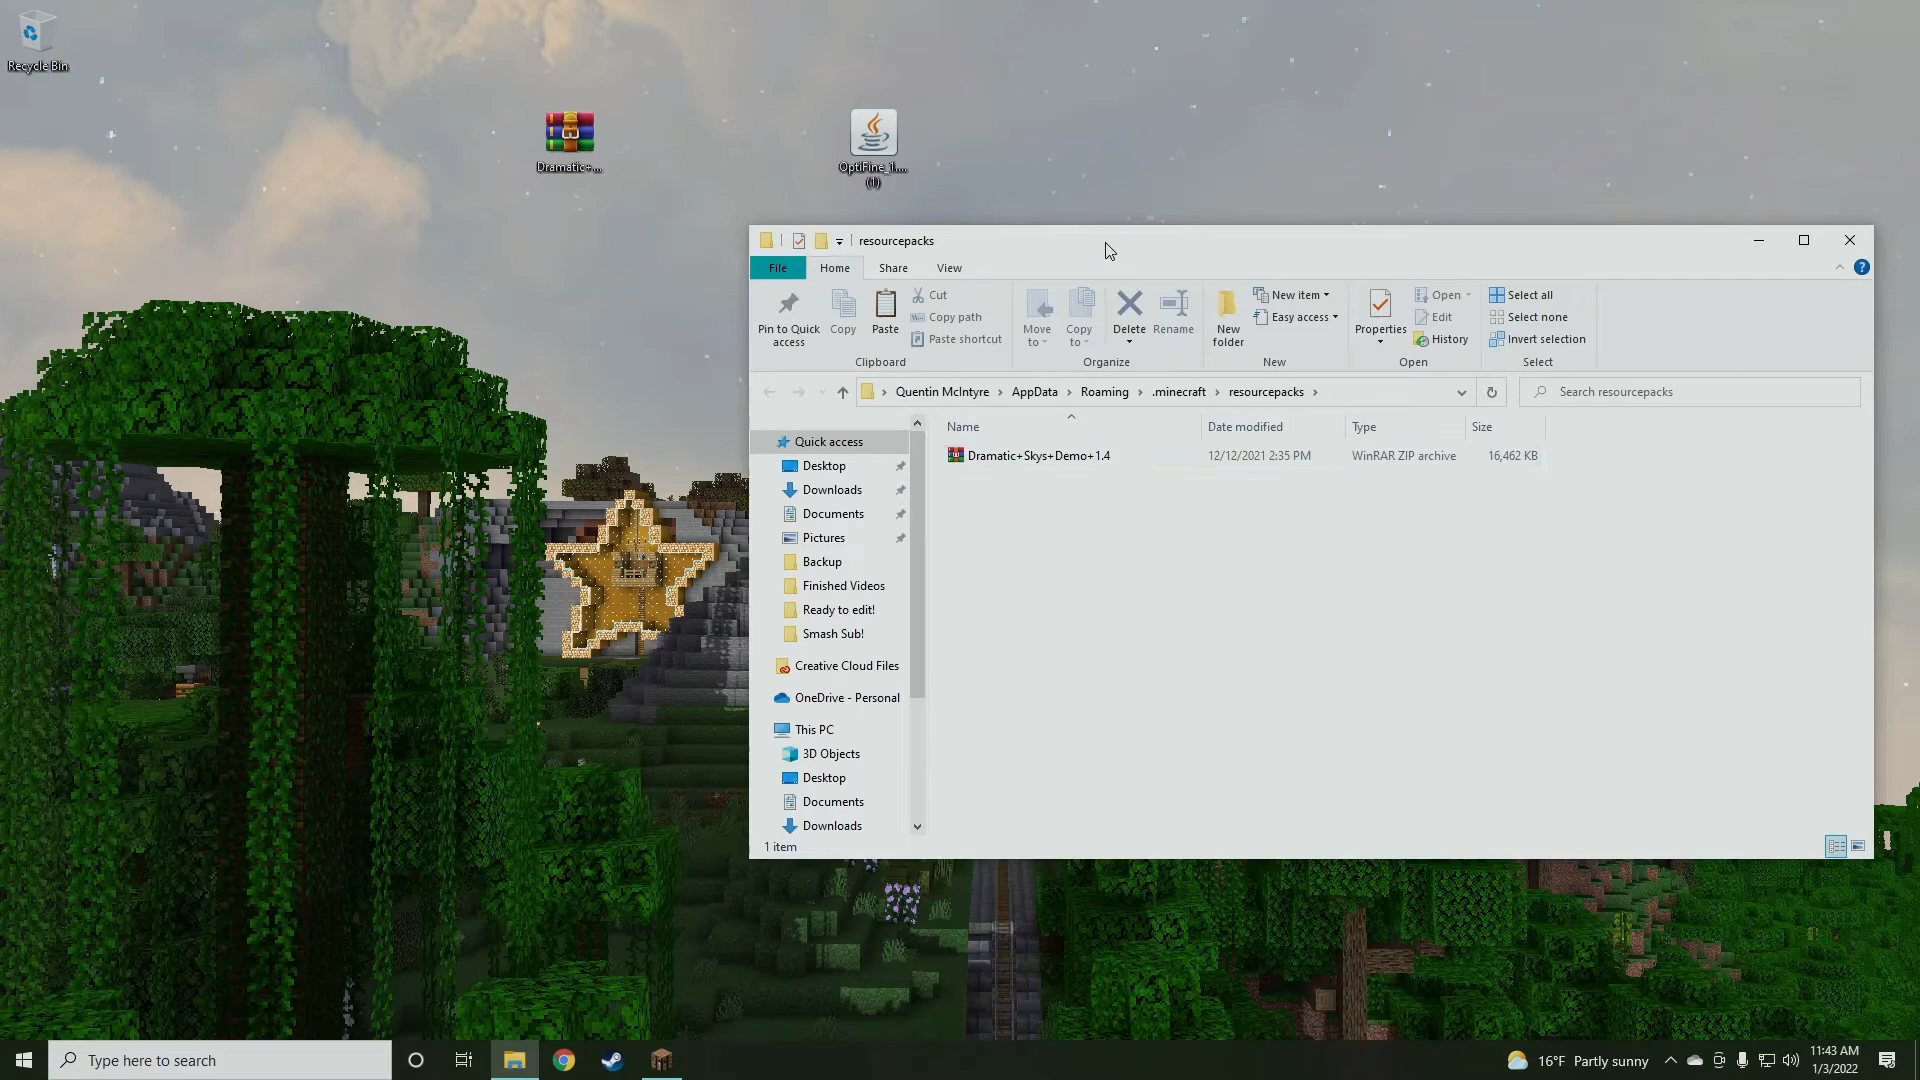 Recycle Bin
Dramatic+...
OptiFine_1....
(1)
resourcepacks
File
Home
Share
View
Pin to Quick
access
Copy
Paste
Cut
Copy path
Paste shortcut
Clipboard
Move
to
Copy
to
Delete
Rename
Organize
New
folder
New item
Easy access
New
Properties
Open
Edit
History
Open
Select all
Select none
Invert selection
Select
Quentin McIntyre
AppData
Roaming
.minecraft
resourcepacks
Search resourcepacks
Name
Date modified
Type
Size
Dramatic+Skys+Demo+1.4
12/12/2021 2:35 PM
WinRAR ZIP archive
16,462 KB
Quick access
Desktop
Downloads
Documents
Pictures
Backup
Finished Videos
Ready to edit!
Smash Sub!
Creative Cloud Files
OneDrive - Personal
This PC
3D Objects
Desktop
Documents
Downloads
1 item
Type here to search
16°F Partly sunny
11:43 AM
1/3/2022